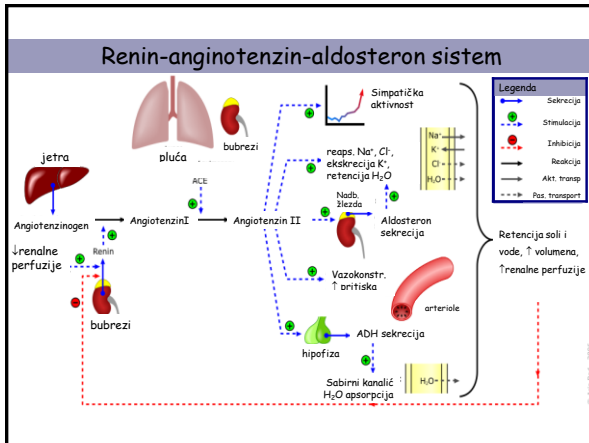 Renin-anginotenzin-aldosteron sistem
jetra
pluća
bubrezi
Simpatička
aktivnost
Legenda
Sekrecija
Stimulacija
Inhibicija
Reakcija
Akt. transp
Pas. transport
reaps. Na⁺, Cl⁻,
ekskrecija K⁺,
retencija H₂O
Na⁺
K⁺
Cl⁻
H₂O
ACE
Angiotenzinogen
AngiotenzinI
Angiotenzin II
Nadb.
žlezda
Aldosteron
sekrecija
↓renalne
perfuzije
Renin
bubrezi
Retencija soli i
vode, ↑ volumena,
↑renalne perfuzije
Vazokonstr.
↑ pritiska
arteriole
hipofiza
ADH sekrecija
Sabirni kanalić
H₂O apsorpcija
H₂O